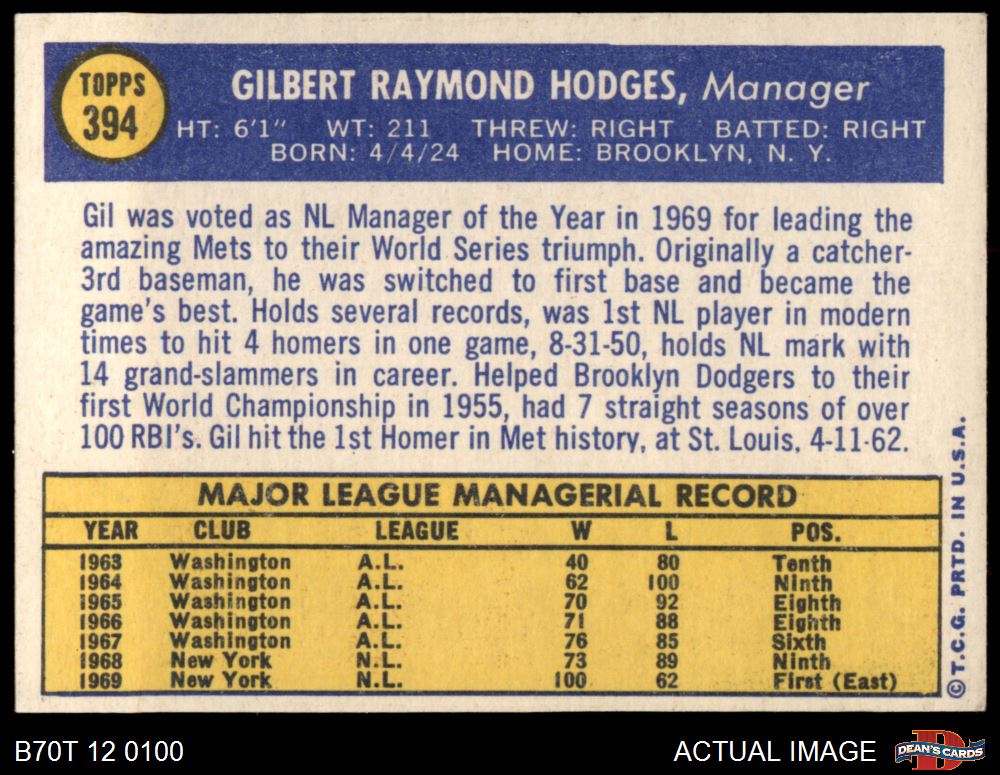 TOPPS
394
GILBERT RAYMOND HODGES, Manager
HT: 6'1" WT: 211 THREW: RIGHT BATTED: RIGHT
BORN: 4/4/24 HOME: BROOKLYN, N. Y.
Gil was voted as NL Manager of the Year in 1969 for leading the
amazing Mets to their World Series triumph. Originally a catcher-
3rd baseman, he was switched to first base and became the
game's best. Holds several records, was 1st NL player in modern
times to hit 4 homers in one game, 8-31-50, holds NL mark with
14 grand-slammers in career. Helped Brooklyn Dodgers to their
first World Championship in 1955, had 7 straight seasons of over
100 RBI's. Gil hit the 1st Homer in Met history, at St. Louis, 4-11-62.
MAJOR LEAGUE MANAGERIAL RECORD
YEAR CLUB LEAGUE W L POS.
1963 Washington A.L. 40 80 Tenth
1964 Washington A.L. 62 100 Ninth
1965 Washington A.L. 70 92 Eighth
1966 Washington A.L. 71 88 Eighth
1967 Washington A.L. 76 85 Sixth
1968 New York N.L. 73 89 Ninth
1969 New York N.L. 100 62 First (East)
©T.C.G. PRTD. IN U.S.A.
B70T 12 0100
ACTUAL IMAGE
DEAN'S CARDS